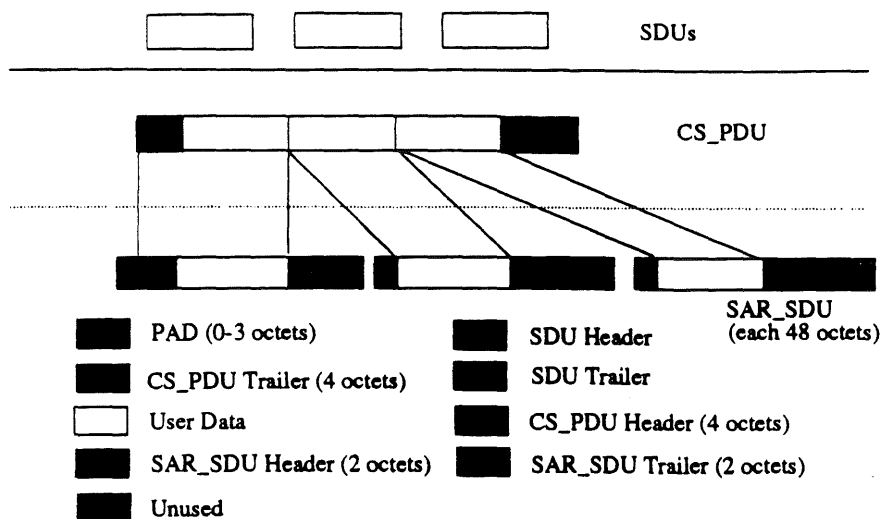 SDUs
CS_PDU
SAR_SDU
(each 48 octets)
PAD (0-3 octets)
SDU Header
CS_PDU Trailer (4 octets)
SDU Trailer
User Data
CS_PDU Header (4 octets)
SAR_SDU Header (2 octets)
SAR_SDU Trailer (2 octets)
Unused